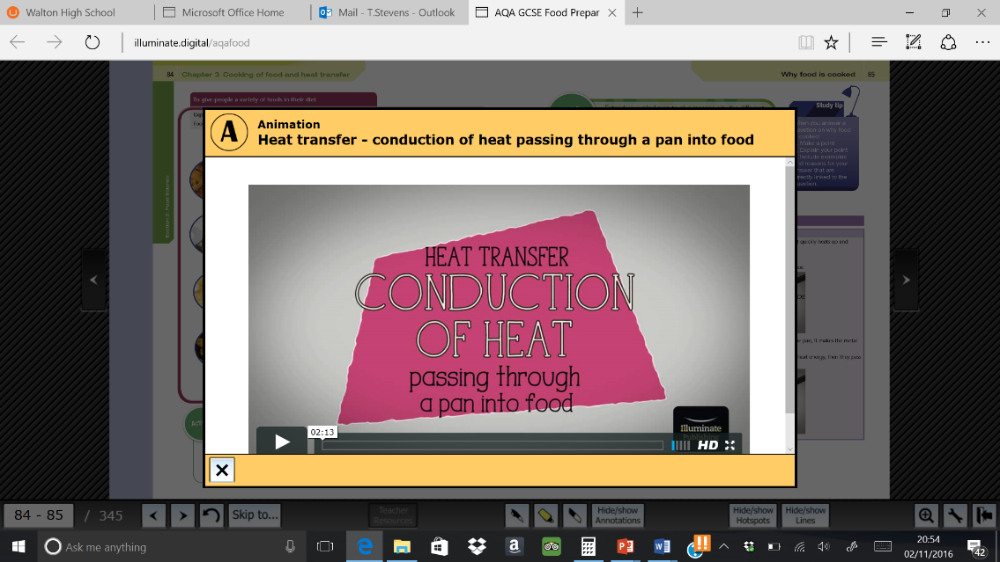 Walton High School
Microsoft Office Home
Mail - T.Stevens - Outlook
AQA GCSE Food Prepar
illuminate.digital/aqafood
84 Chapter 3 Cooking of food and heat transfer
Why food is cooked 85
To give people a variety of foods in their diet
Study tip
A
Animation
Heat transfer - conduction of heat passing through a pan into food
HEAT TRANSFER
CONDUCTION
OF HEAT
passing through
a pan into food
Illuminate
02:13
HD
84 - 85 / 345
Skip to...
Teacher
Resources
Hide/show
Annotations
Hide/show
Hotspots
Hide/show
Lines
Ask me anything
20:54
02/11/2016
42